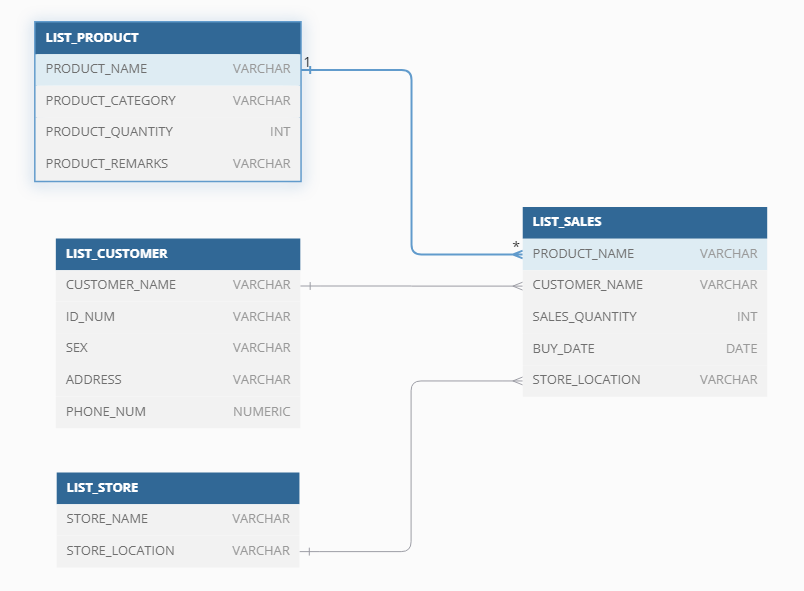 LIST_PRODUCT
PRODUCT_NAME VARCHAR
PRODUCT_CATEGORY VARCHAR
PRODUCT_QUANTITY INT
PRODUCT_REMARKS VARCHAR
1
LIST_CUSTOMER
CUSTOMER_NAME VARCHAR
ID_NUM VARCHAR
SEX VARCHAR
ADDRESS VARCHAR
PHONE_NUM NUMERIC
LIST_STORE
STORE_NAME VARCHAR
STORE_LOCATION VARCHAR
*
LIST_SALES
PRODUCT_NAME VARCHAR
CUSTOMER_NAME VARCHAR
SALES_QUANTITY INT
BUY_DATE DATE
STORE_LOCATION VARCHAR